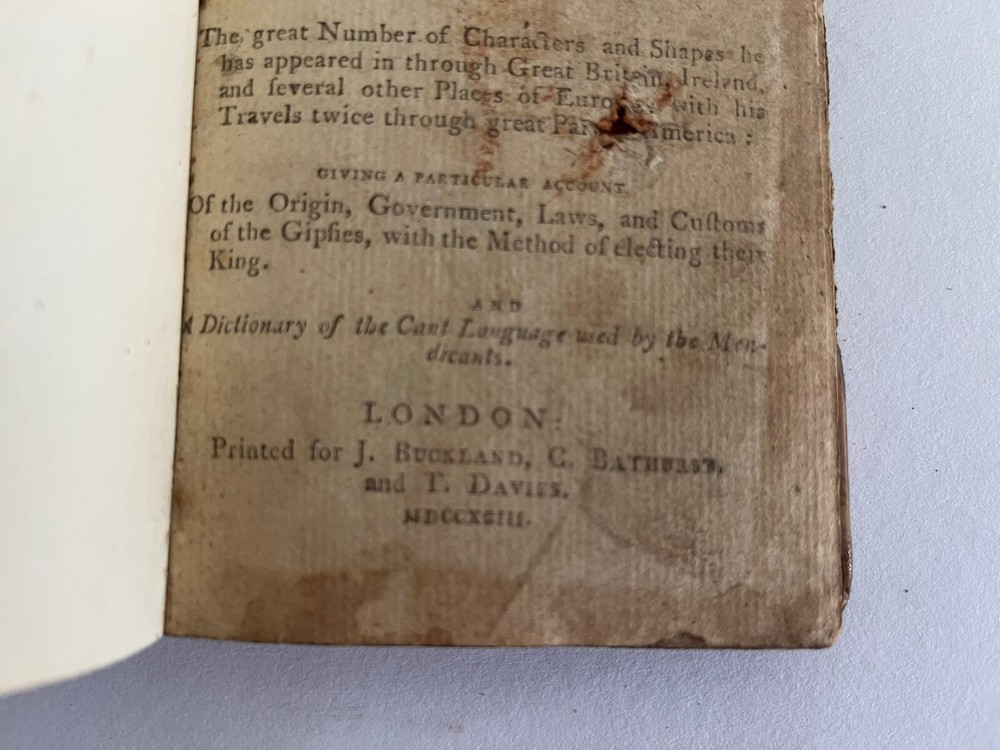 The great Number of Characters and Shapes he
has appeared in through Great Britain, Ireland,
and ſeveral other Places of Europe, with his
Travels twice through great America:
GIVING A PARTICULAR ACCOUNT
Of the Origin, Government, Laws, and Cuſtoms
of the Gipſies, with the Method of electing their
King.
AND
A Dictionary of the Cant Language used by the Men-
dicants.
LONDON:
Printed for J. BUCKLAND, C. BATHURST,
and T. DAVIES.
MDCCXCIII.